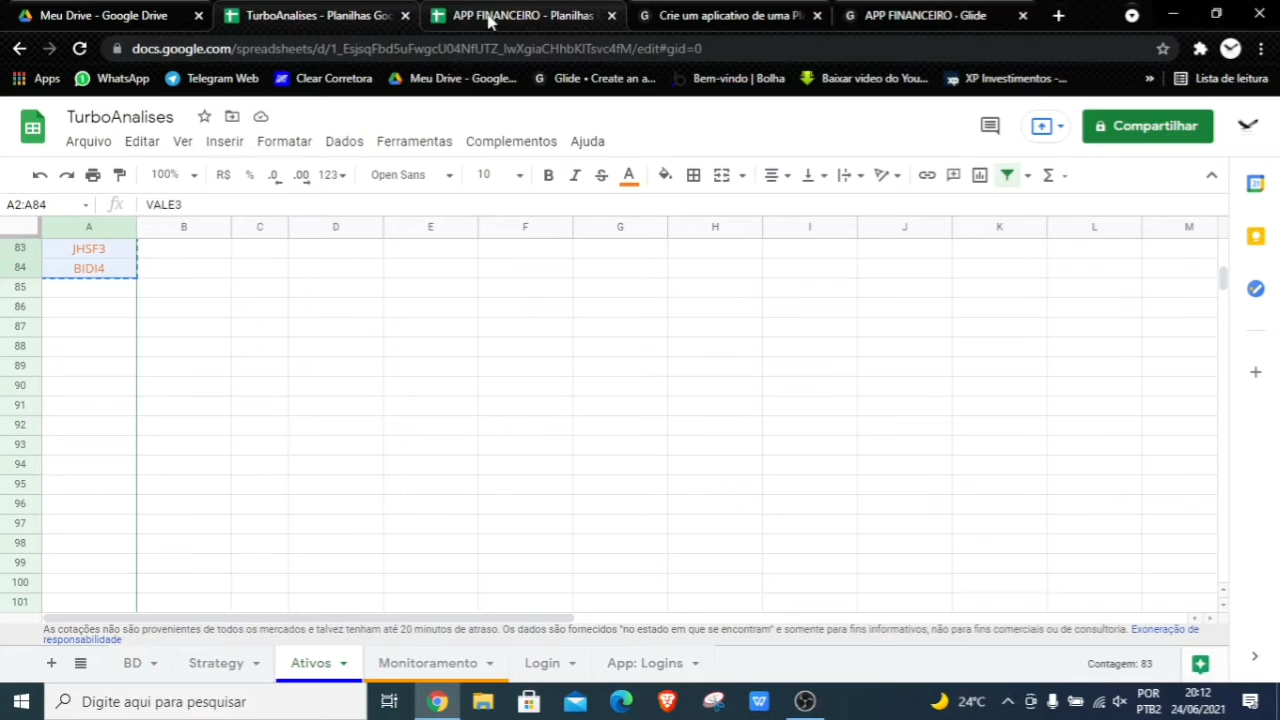 Meu Drive - Google Drive
TurboAnalises - Planilhas Goo
APP FINANCEIRO - Planilhas
Crie um aplicativo de uma Pl
APP FINANCEIRO - Glide
docs.google.com/spreadsheets/d/1_EsjsqFbd5uFwgcU04NfUTZ_lwXgiaCHhbKITsvc4fM/edit#gid=0
Apps
WhatsApp
Telegram Web
Clear Corretora
Meu Drive - Google...
Glide • Create an a...
Bem-vindo | Bolha
Baixar video do You...
XP Investimentos -...
»
Lista de leitura
TurboAnalises
Arquivo Editar Ver Inserir Formatar Dados Ferramentas Complementos Ajuda
Compartilhar
100% R$ % .0 .00 123 Open Sans 10 B I S A Σ
A2:A84 fx VALE3
A B C D E F G H I J K L M
83 JHSF3
84 BIDI4
85
86
87
88
89
90
91
92
93
94
95
96
97
98
99
100
101
As cotações não são provenientes de todos os mercados e talvez tenham até 20 minutos de atraso. Os dados são fornecidos "no estado em que se encontram" e somente para fins informativos, não para fins comerciais ou de consultoria. Exoneração de
responsabilidade
BD Strategy Ativos Monitoramento Login App: Logins Contagem: 83
Digite aqui para pesquisar
24°C
POR
PTB2
20:12
24/06/2021